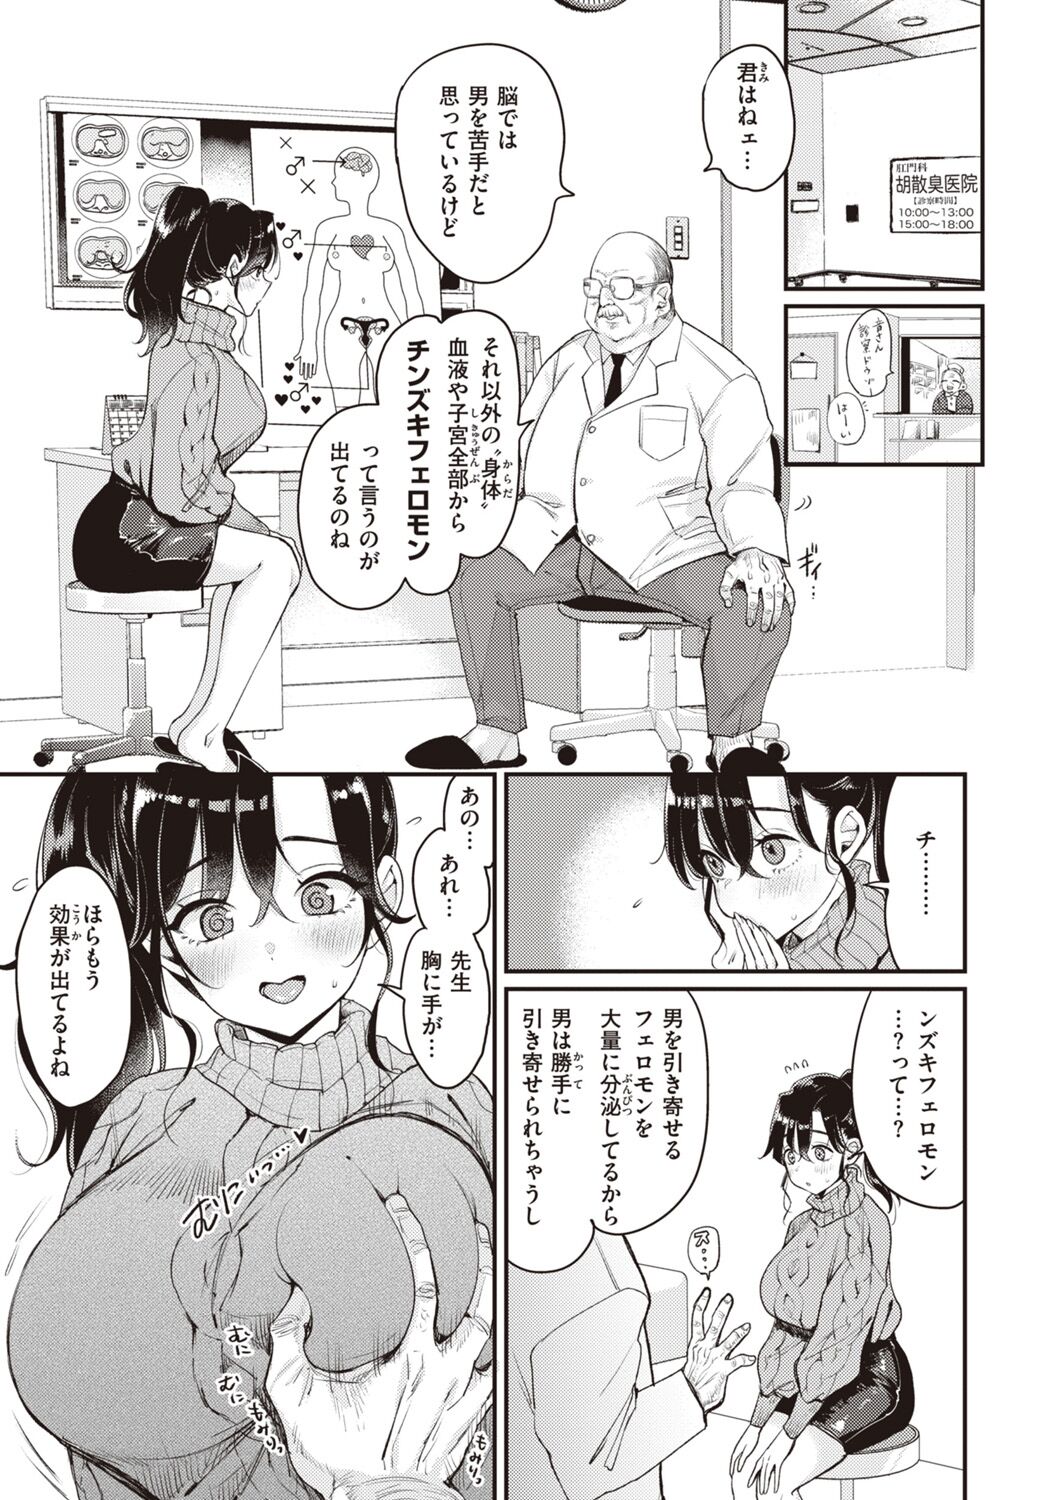 肛門科
胡散臭医院
【診察時間】
10:00～13:00
15:00～18:00
音さん
診察ドウゾ
はーい
君はねェ…
脳では
男を苦手だと
思っているけど
それ以外の〝身体〟
血液や子宮全部から
チンズキフェロモン
って言うのが
出てるのね
ギィ…
チ………
ンズキフェロモン
…?って…?
男を引き寄せる
フェロモンを
大量に分泌してるから
男は勝手に
引き寄せられちゃうし
ス…
あの…あれ…
先生
胸に手が…
ほらもう
効果が出てるよね
むりこいっ…♥
むに
むに
もみりっ
もみりっ